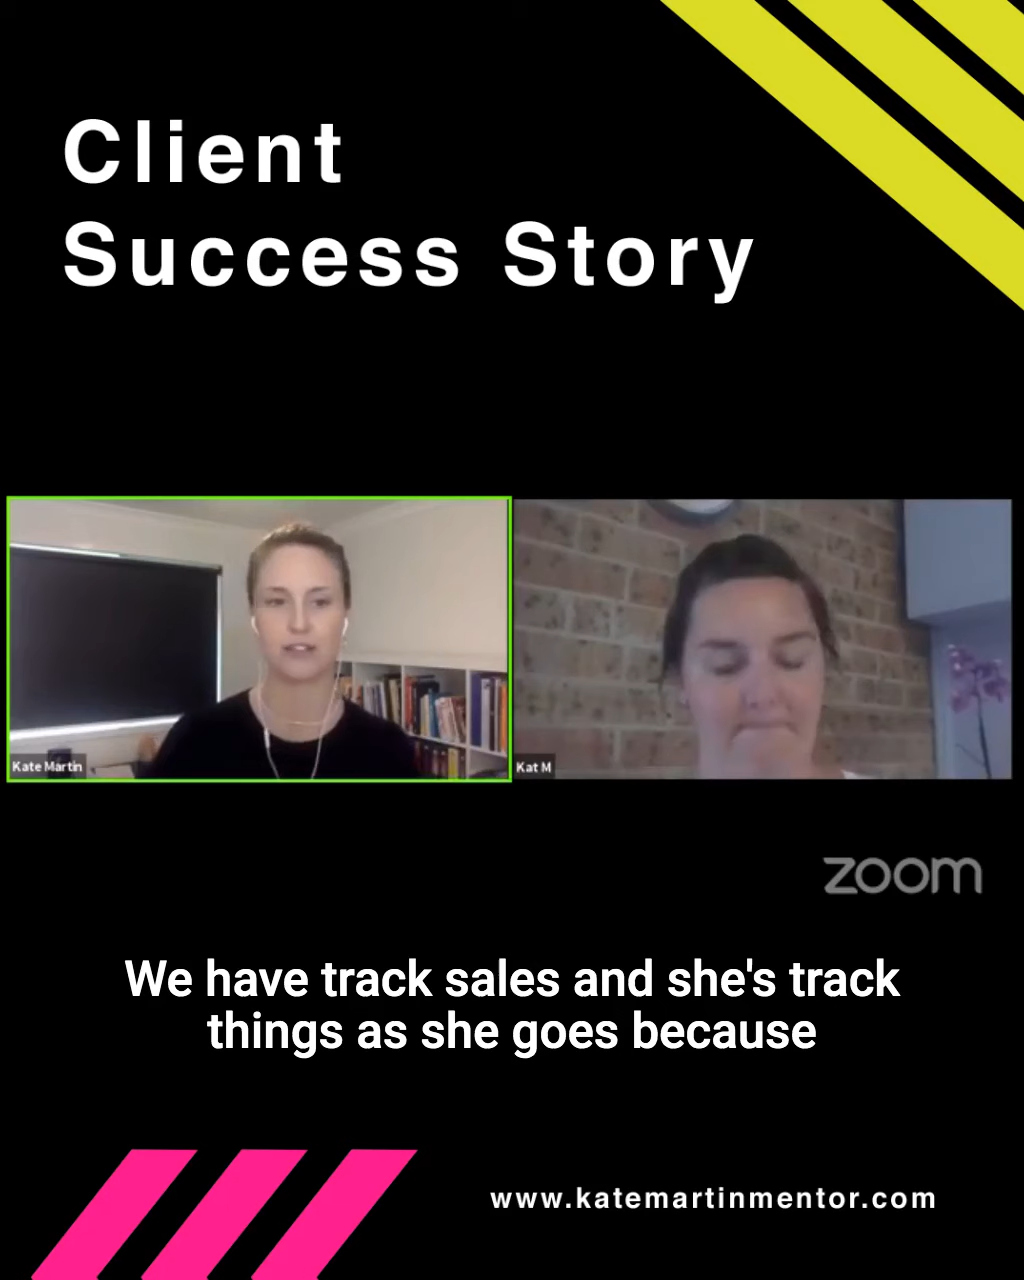 Client
Success Story
Kate Martin
Kat M
zoom
We have track sales and she's track
things as she goes because
www.katemartinmentor.com